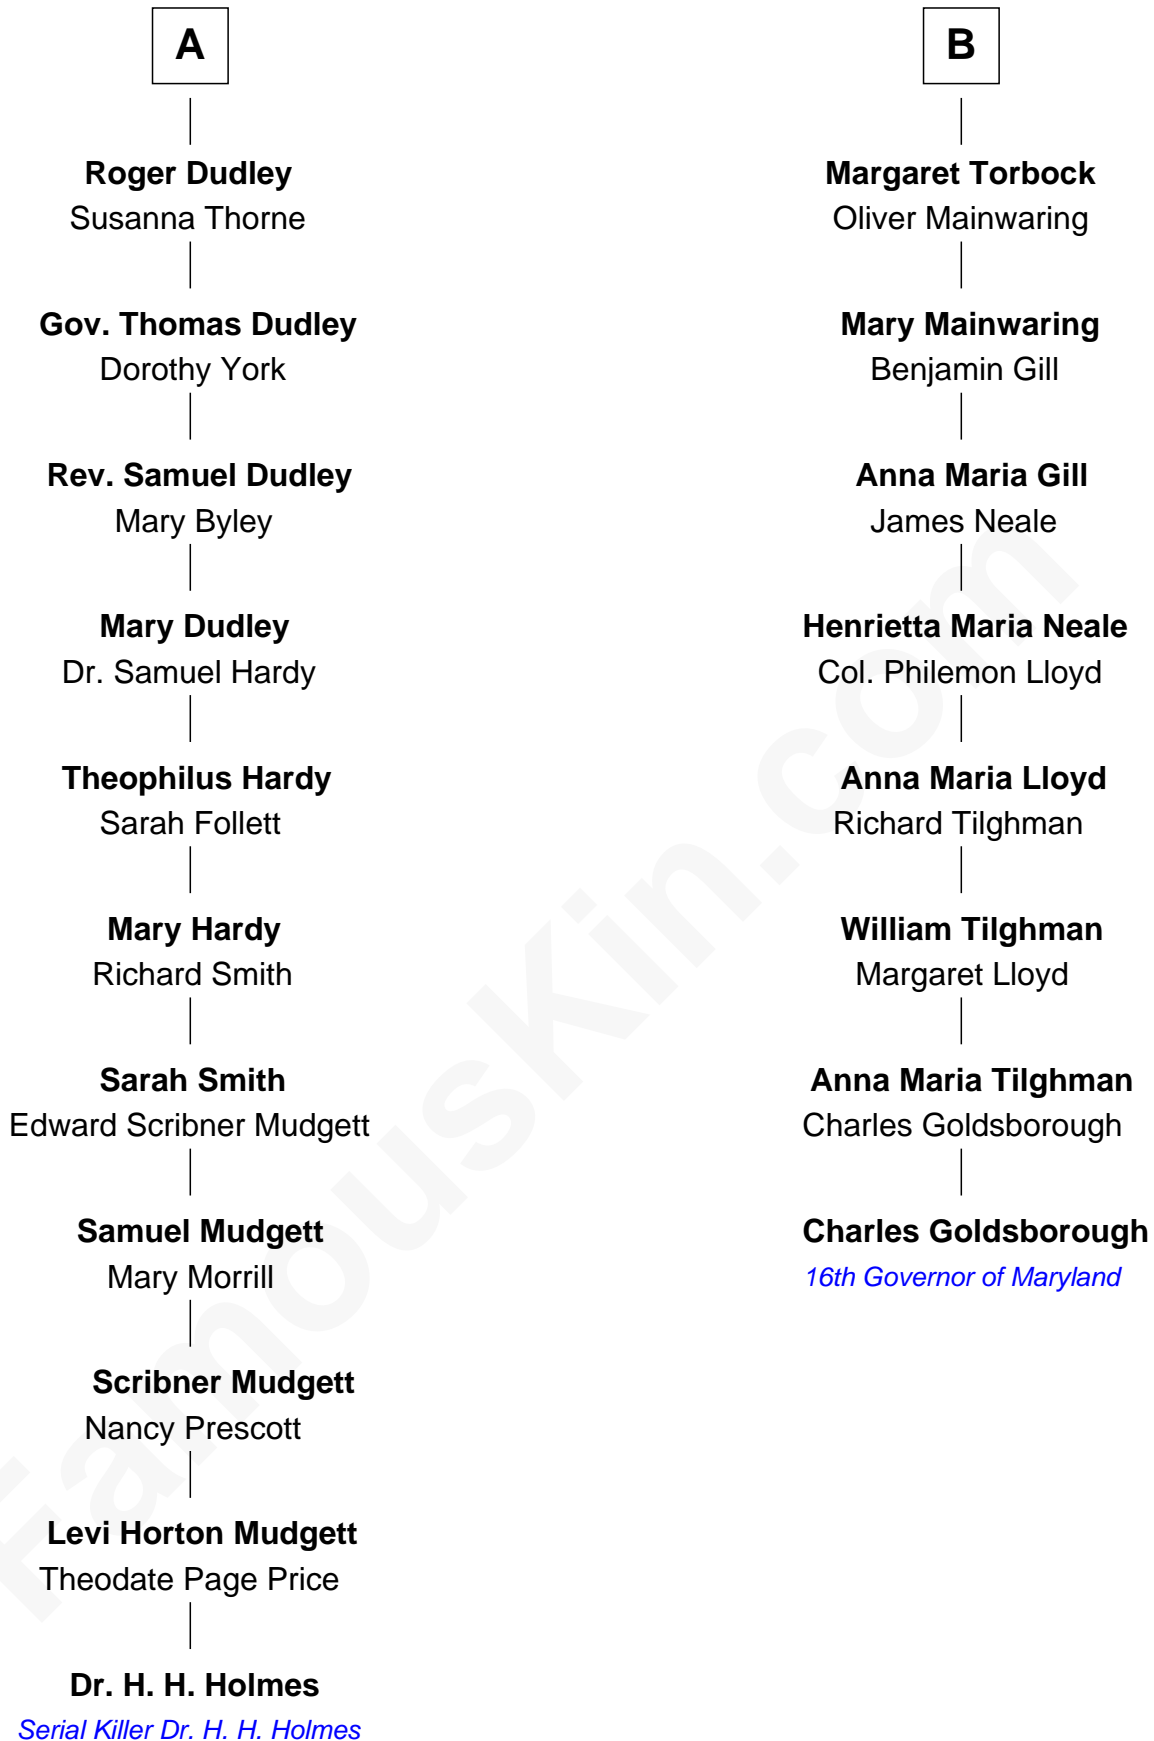 A
Roger Dudley
Susanna Thorne
Gov. Thomas Dudley
Dorothy York
Rev. Samuel Dudley
Mary Byley
Mary Dudley
Dr. Samuel Hardy
Theophilus Hardy
Sarah Follett
Mary Hardy
Richard Smith
Sarah Smith
Edward Scribner Mudgett
Samuel Mudgett
Mary Morrill
Scribner Mudgett
Nancy Prescott
Levi Horton Mudgett
Theodate Page Price
Dr. H. H. Holmes
Serial Killer Dr. H. H. Holmes
B
Margaret Torbock
Oliver Mainwaring
Mary Mainwaring
Benjamin Gill
Anna Maria Gill
James Neale
Henrietta Maria Neale
Col. Philemon Lloyd
Anna Maria Lloyd
Richard Tilghman
William Tilghman
Margaret Lloyd
Anna Maria Tilghman
Charles Goldsborough
Charles Goldsborough
16th Governor of Maryland
FamousKin.com